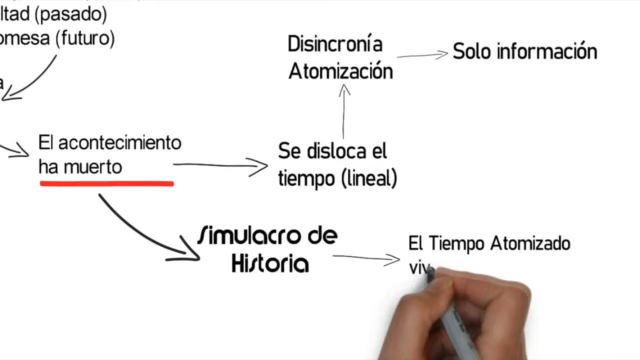 ltad (pasado)
omesa (futuro)
a
Disincronía
Atomización
Solo información
El acontecimiento
ha muerto
Se disloca el
tiempo (lineal)
Simulacro de
Historia
El Tiempo Atomizado
viv